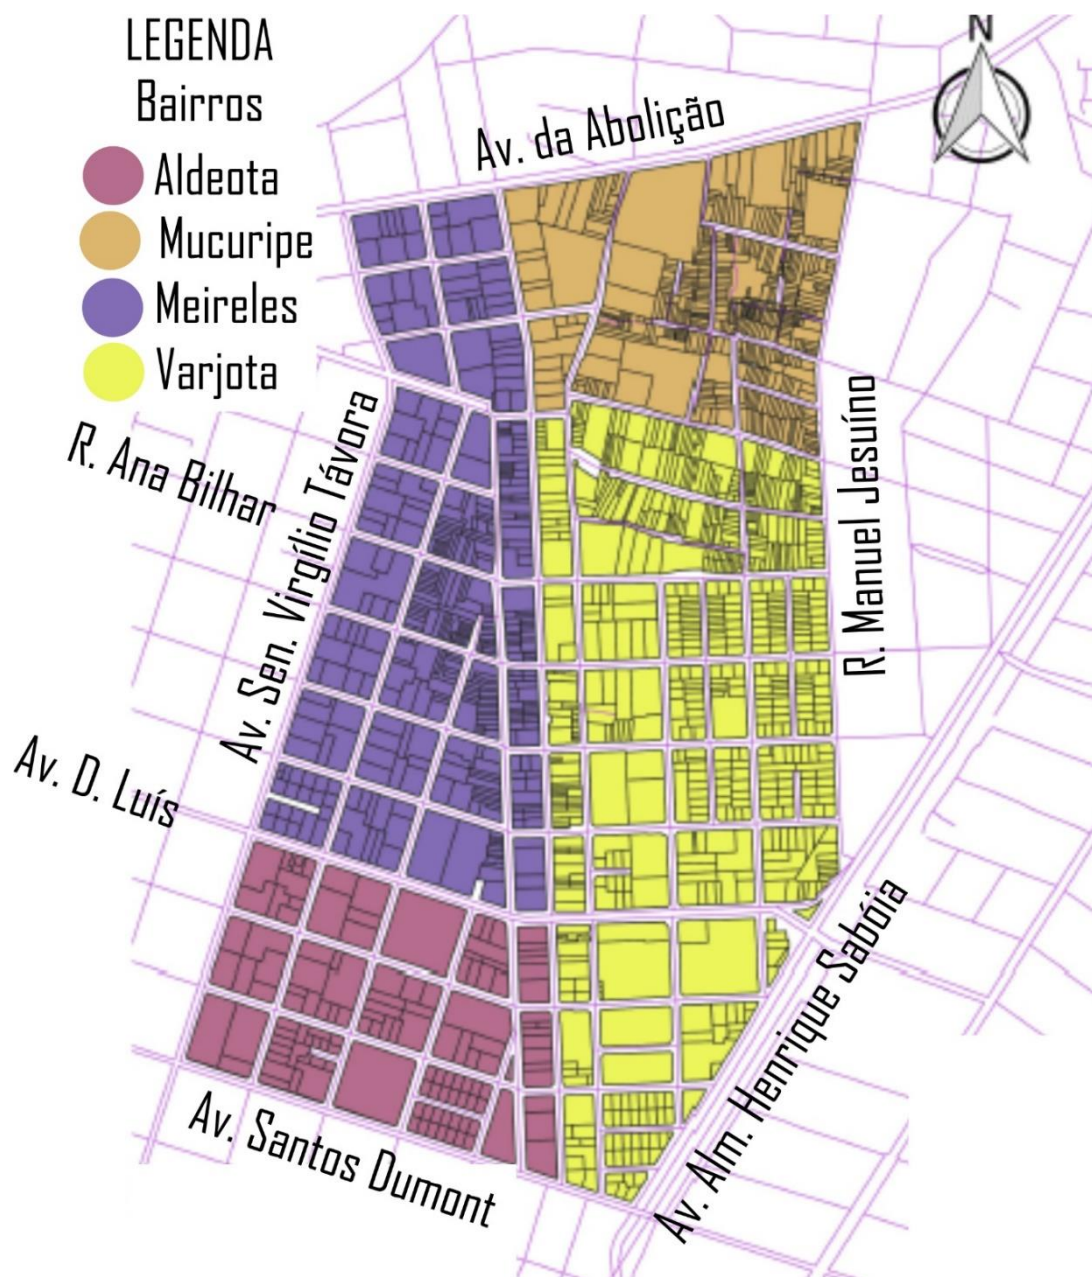 LEGENDA
Bairros
Aldeota
Mucuripe
Meireles
Varjota
N
Av. da Abolição
R. Ana Bilhar
Av. Sen. Virgílio Távora
R. Manuel Jesuíno
Av. D. Luís
Av. Alm. Henrique Sabóia
Av. Santos Dumont